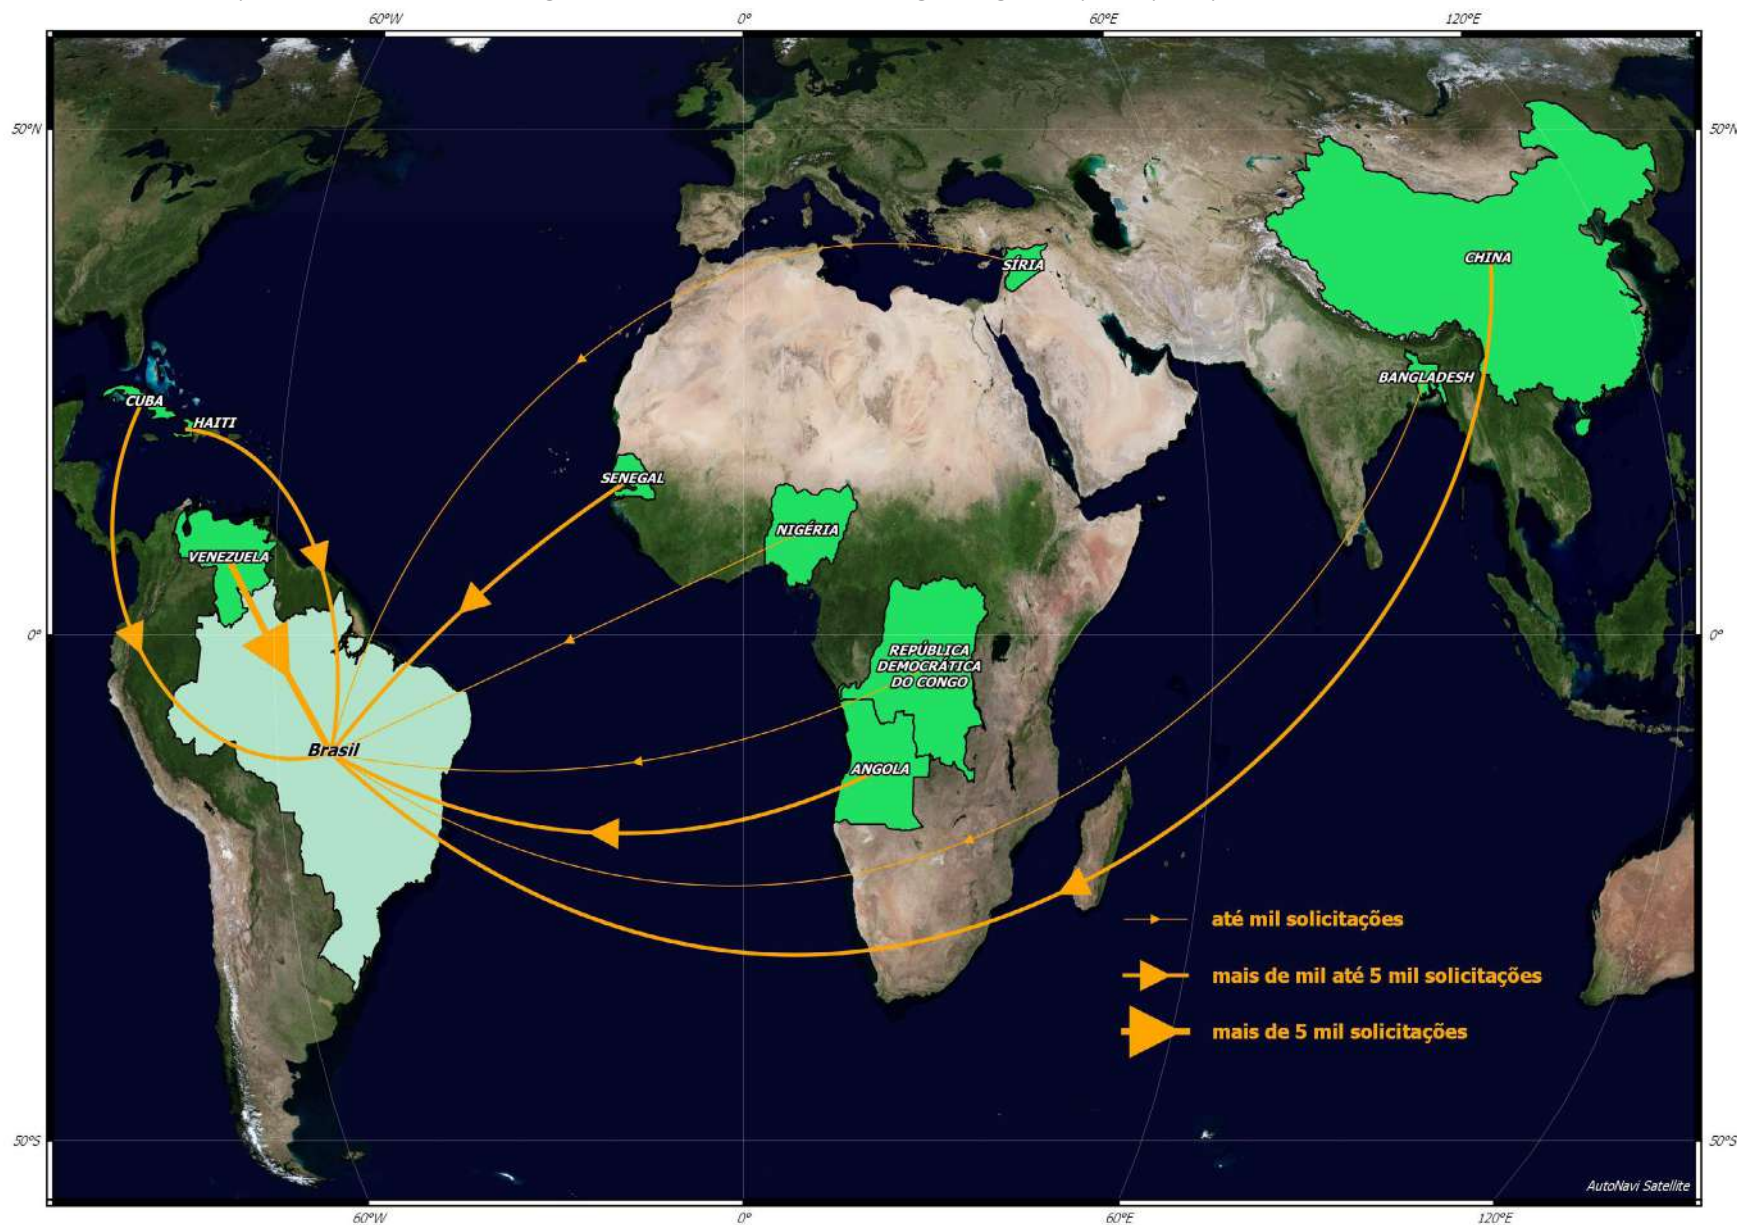 60°W 0° 60°E 120°E
50°N 50°N
SÍRIA
CHINA
BANGLADESH
CUBA
HAITI
SENEGAL
NIGÉRIA
VENEZUELA
0° 0°
REPÚBLICA
DEMOCRÁTICA
DO CONGO
Brasil
ANGOLA
até mil solicitações
mais de mil até 5 mil solicitações
mais de 5 mil solicitações
50°S 50°S
AutoNavi Satellite
60°W 0° 60°E 120°E